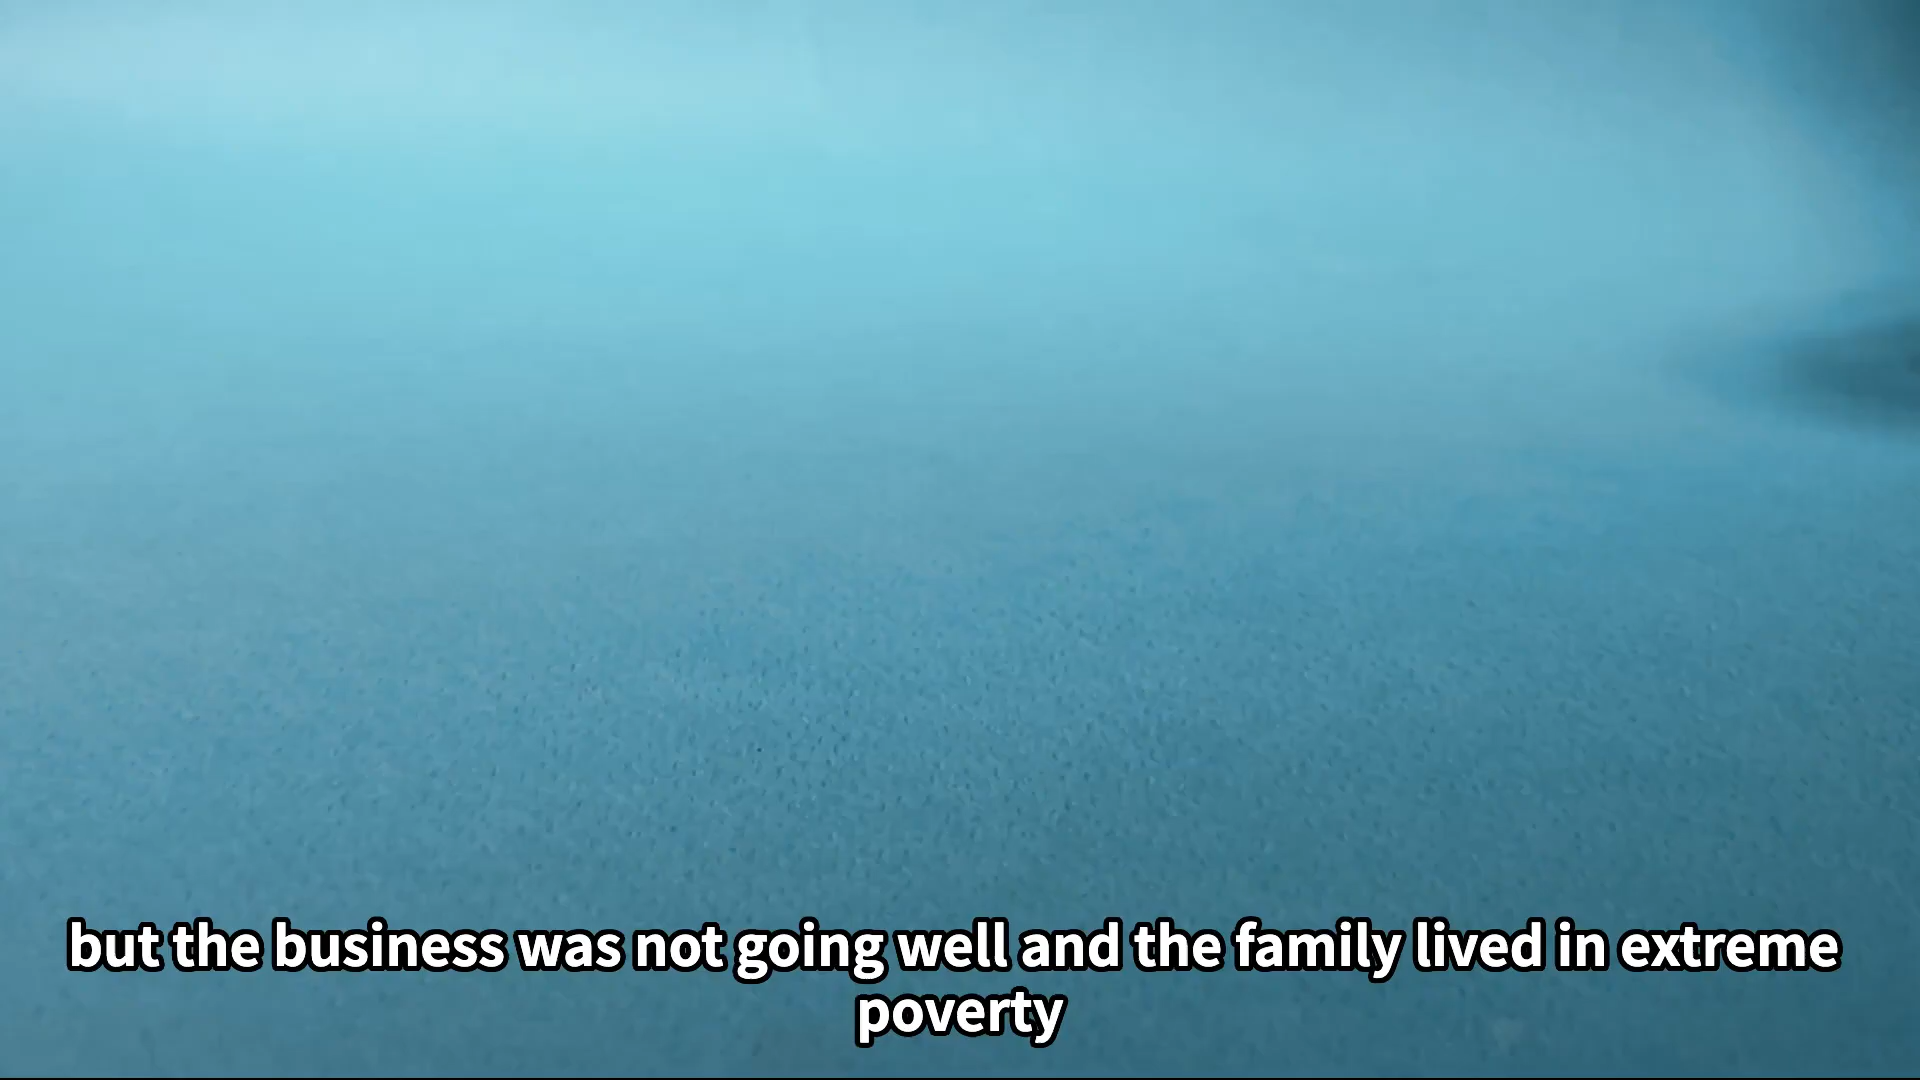 but the business was not going well and the family lived in extreme
poverty